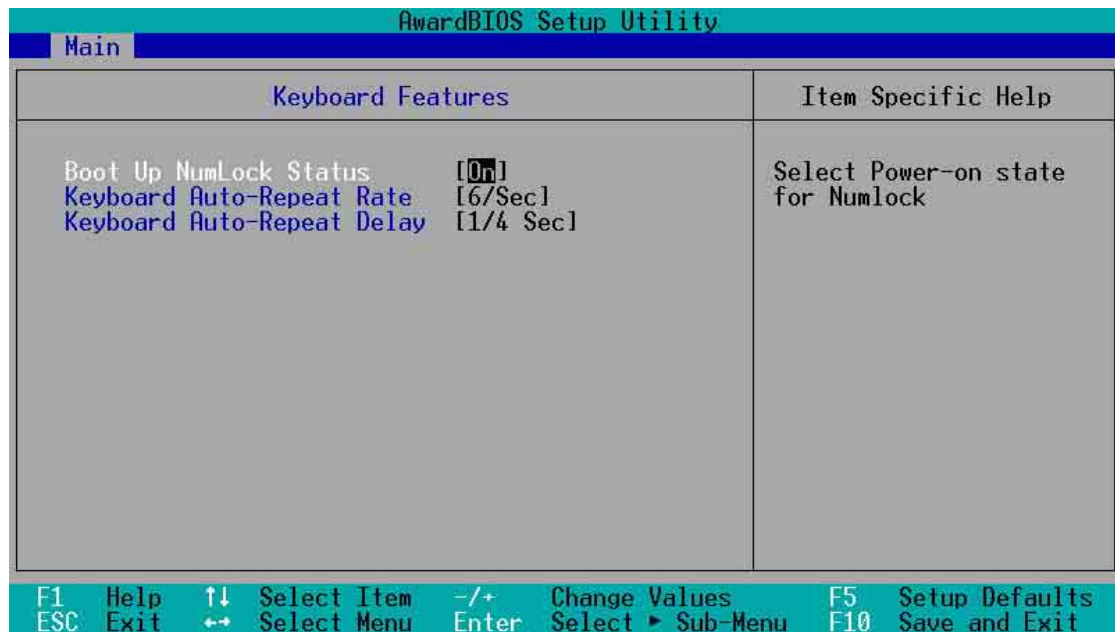 AwardBIOS Setup Utility
Main
Keyboard Features
Item Specific Help
Boot Up NumLock Status [On]
Keyboard Auto-Repeat Rate [6/Sec]
Keyboard Auto-Repeat Delay [1/4 Sec]
Select Power-on state
for Numlock
F1 Help ↑↓ Select Item -/+ Change Values F5 Setup Defaults
ESC Exit ←→ Select Menu Enter Select ► Sub-Menu F10 Save and Exit